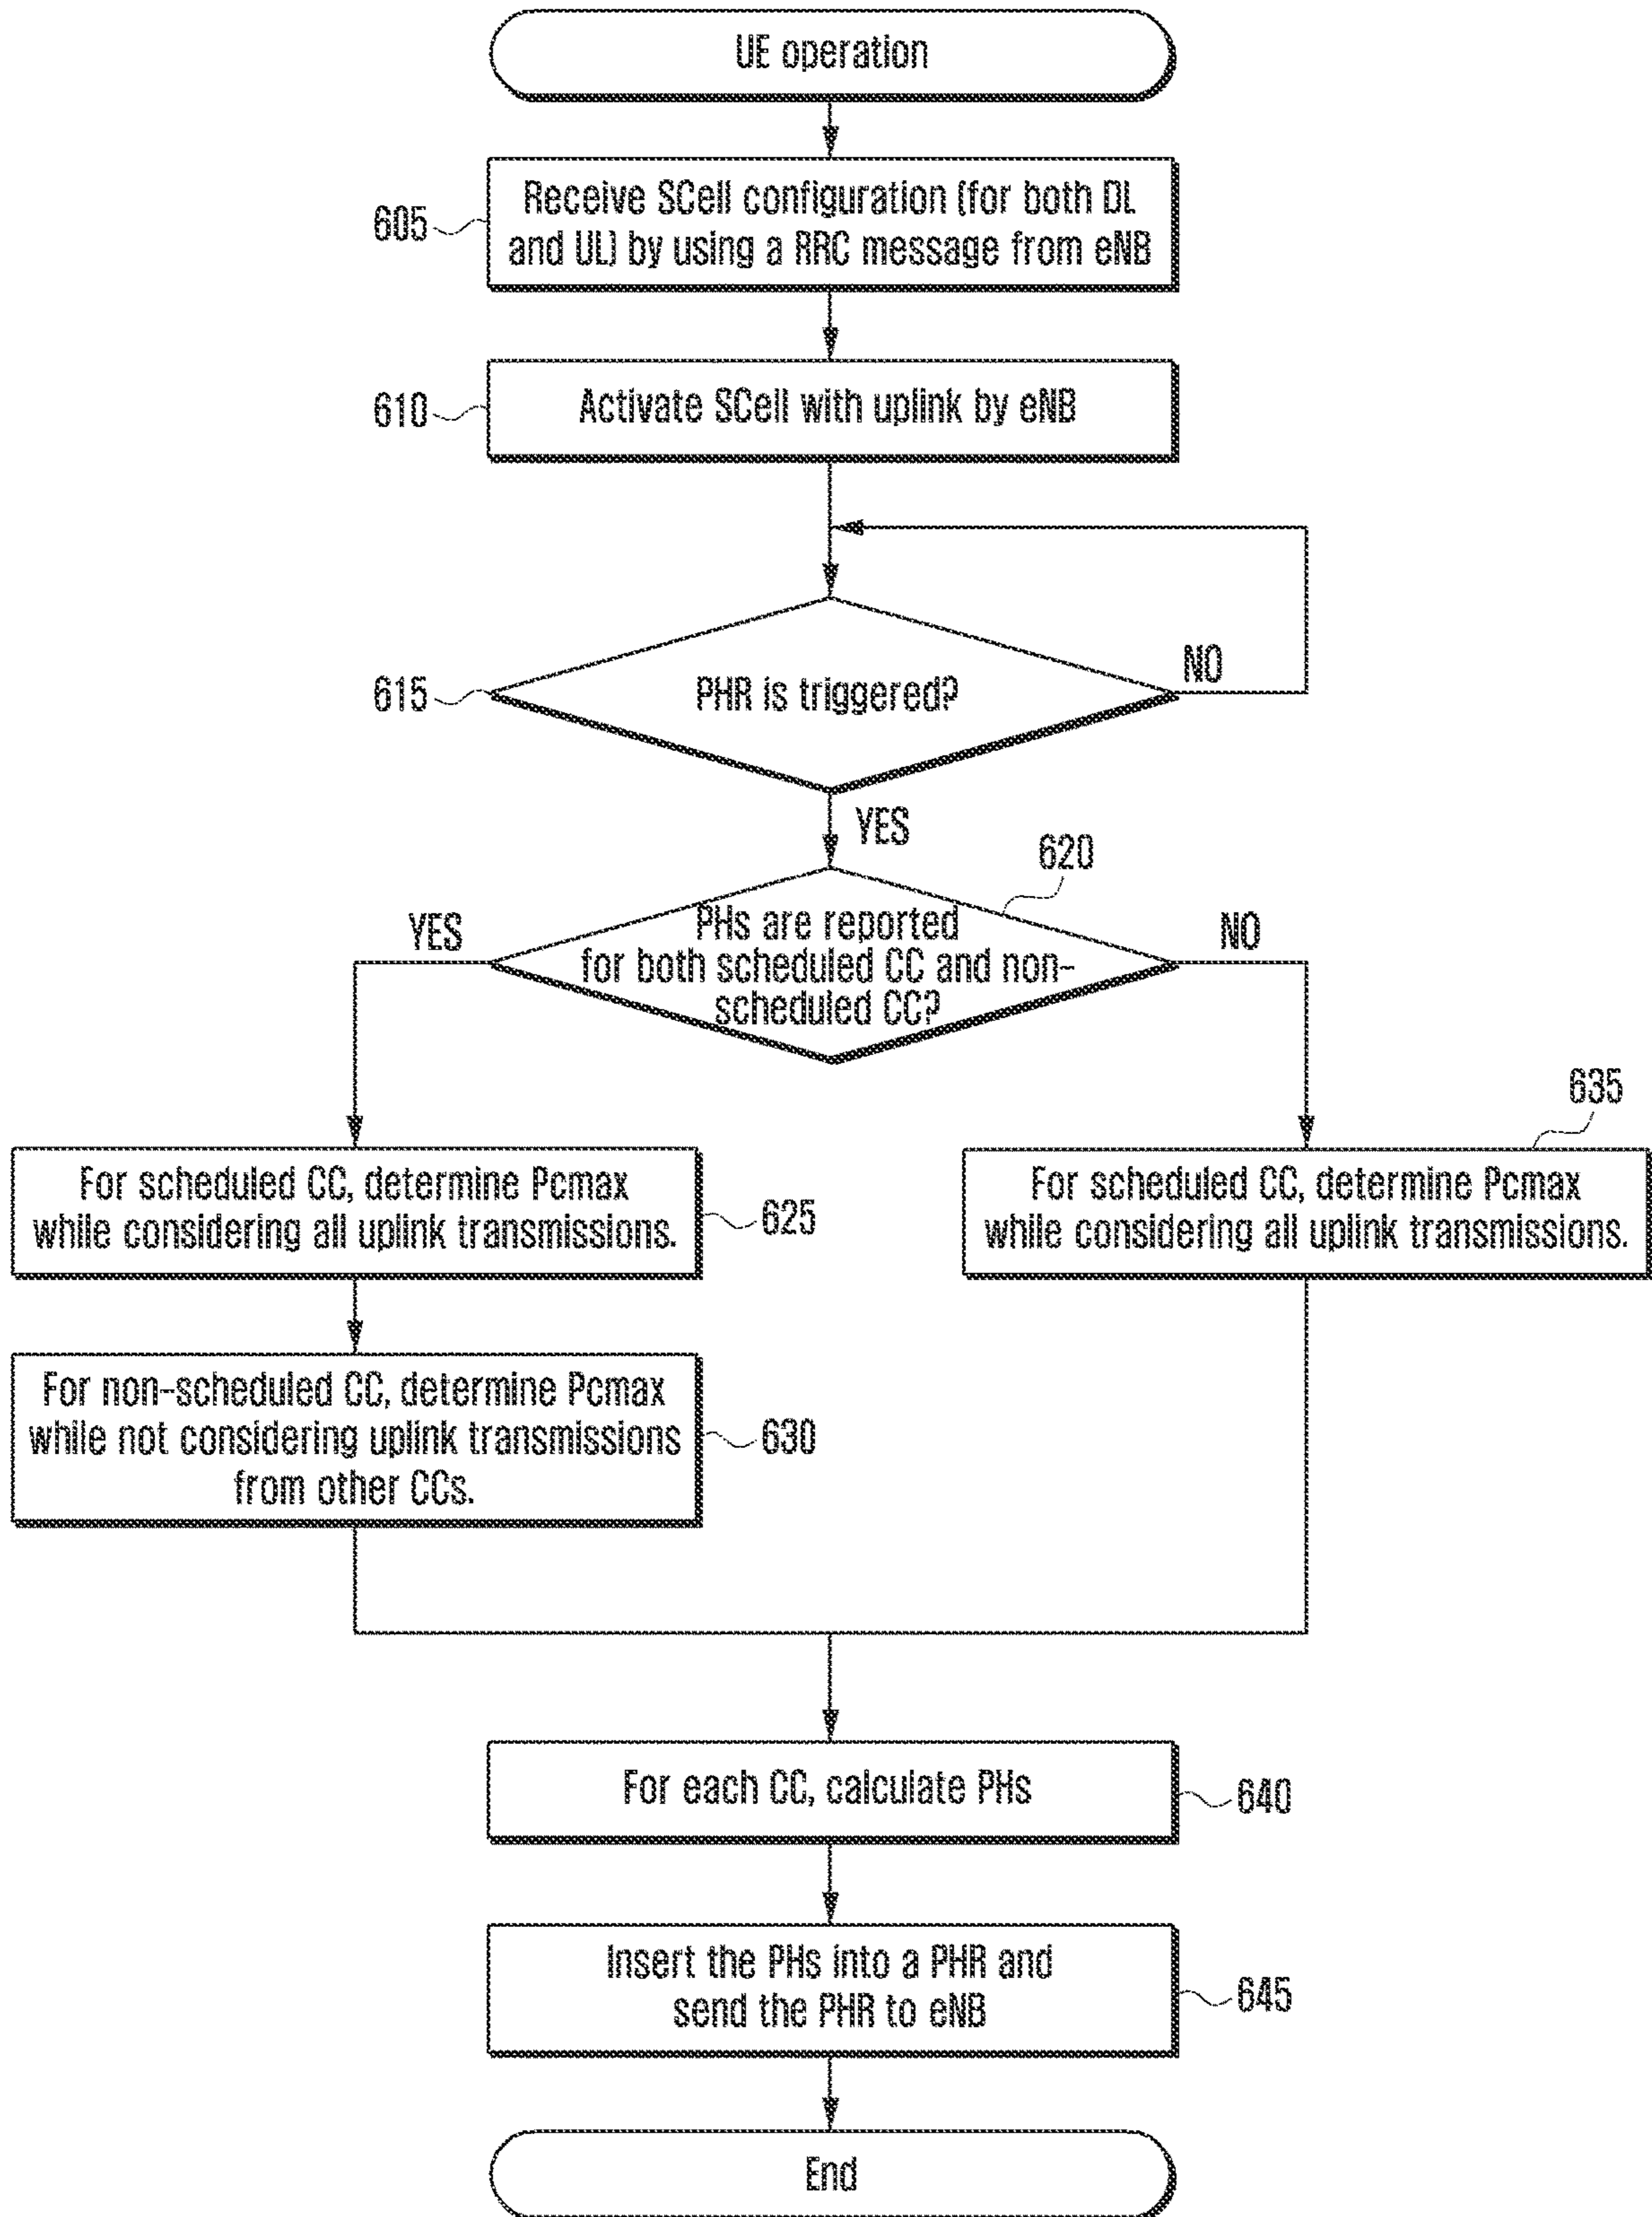 UE operation
605
Receive SCell configuration (for both DL
and UL) by using a RRC message from eNB
610
Activate SCell with uplink by eNB
615
PHR is triggered?
NO
YES
620
YES
PHs are reported
for both scheduled CC and non-
scheduled CC?
NO
635
For scheduled CC, determine Pcmax
while considering all uplink transmissions.
625
For scheduled CC, determine Pcmax
while considering all uplink transmissions.
For non-scheduled CC, determine Pcmax
while not considering uplink transmissions
from other CCs.
630
For each CC, calculate PHs
640
Insert the PHs into a PHR and
send the PHR to eNB
645
End